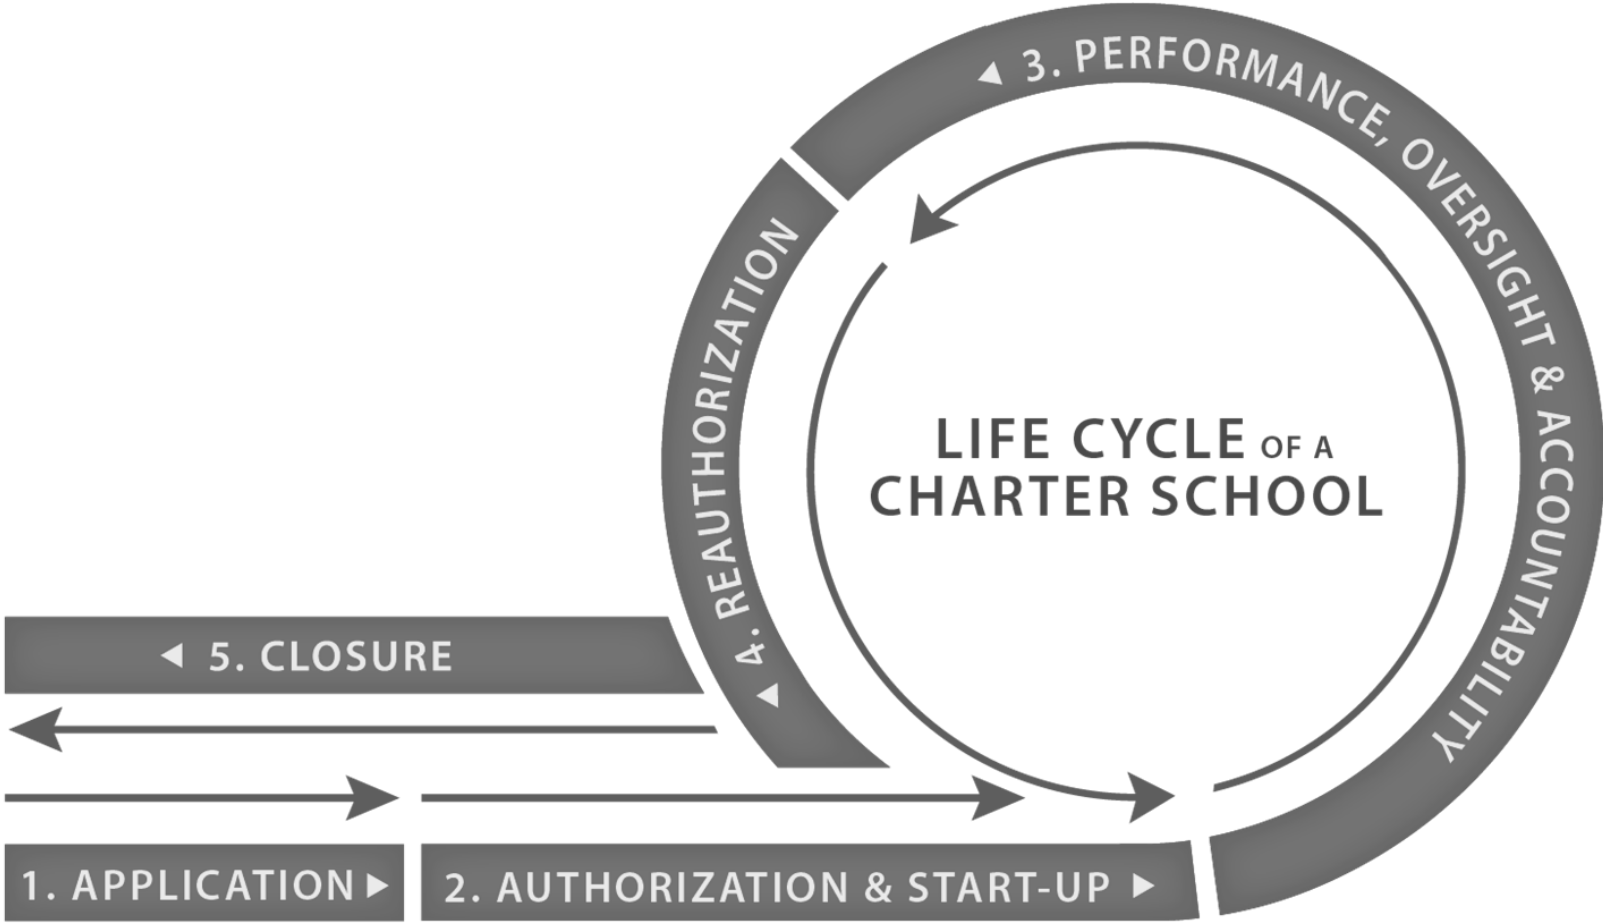 1. APPLICATION
2. AUTHORIZATION & START-UP
3. PERFORMANCE, OVERSIGHT & ACCOUNTABILITY
4. REAUTHORIZATION
5. CLOSURE
LIFE CYCLE OF A
CHARTER SCHOOL